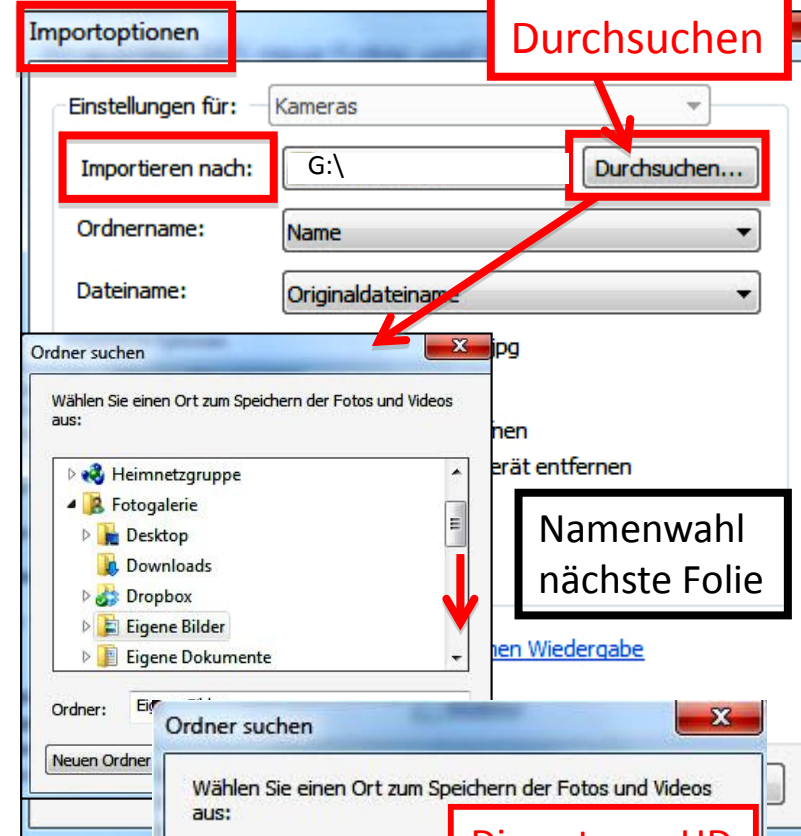 Importoptionen
Durchsuchen
Einstellungen für: Kameras
Importieren nach: G:\ Durchsuchen...
Ordnername: Name
Dateiname: Originaldateiname
jpg
Ordner suchen
Wählen Sie einen Ort zum Speichern der Fotos und Videos
aus:
nen
erät entfernen
Heimnetzgruppe
Fotogalerie
Desktop
Downloads
Dropbox
Eigene Bilder
Eigene Dokumente
Namenwahl
nächste Folie
nen Wiedergabe
Ordner:
Neuen Ordner
Ordner suchen
Wählen Sie einen Ort zum Speichern der Fotos und Videos
aus: